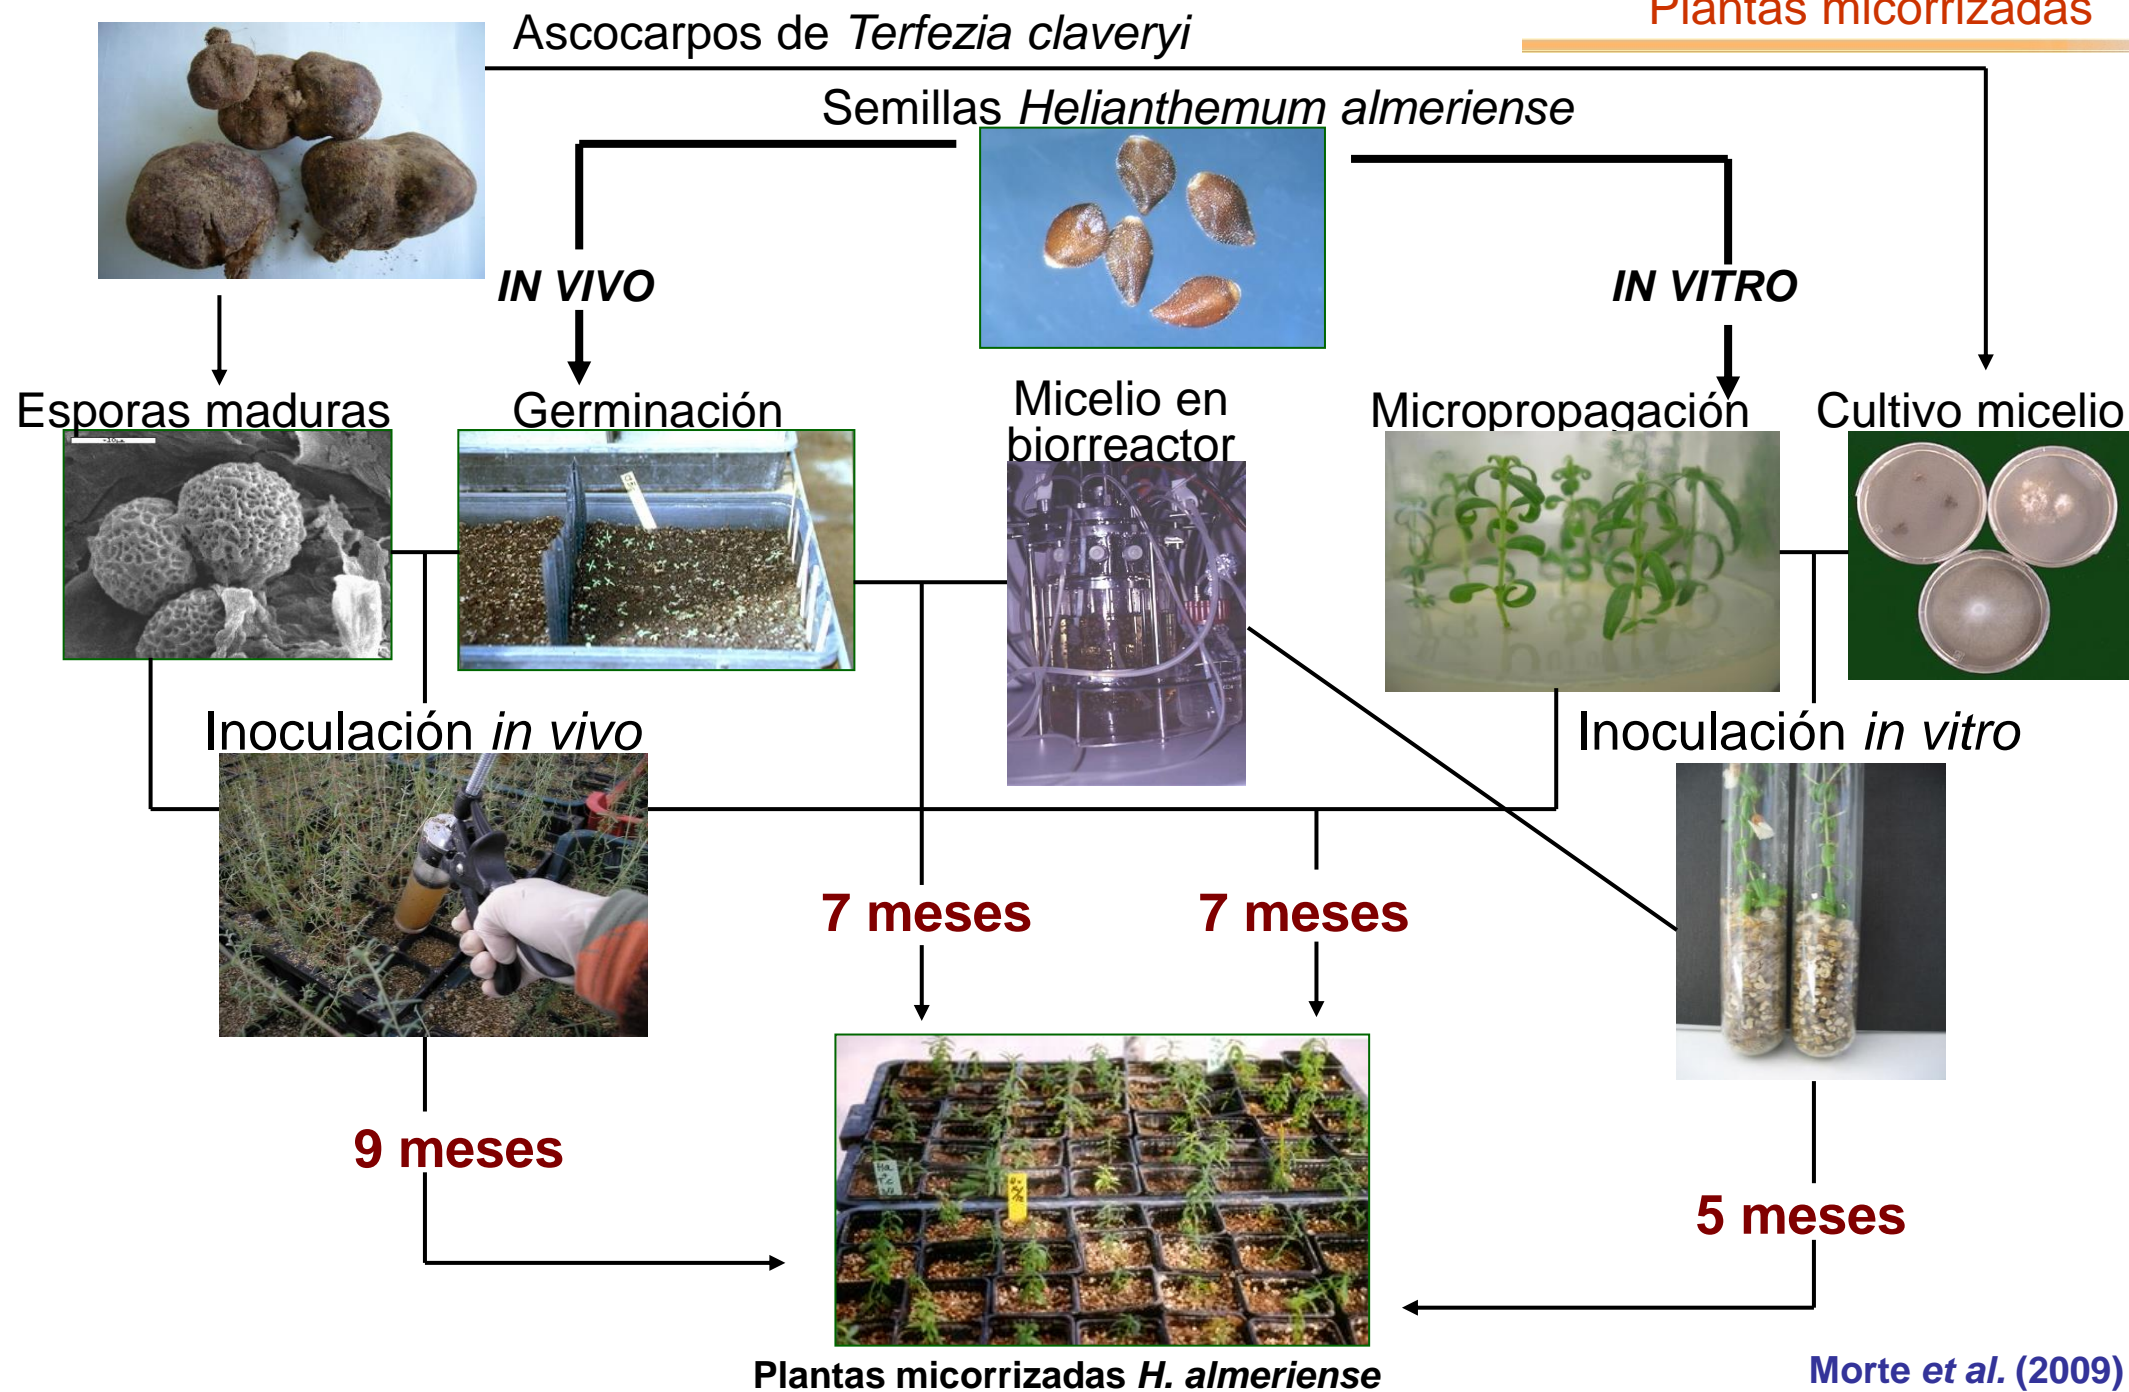 Plantas micorrizadas
Ascocarpos de Terfezia claveryi
Semillas Helianthemum almeriense
IN VIVO
IN VITRO
Esporas maduras
Germinación
Micelio en
biorreactor
Micropropagación
Cultivo micelio
Inoculación in vivo
Inoculación in vitro
7 meses
7 meses
9 meses
5 meses
Plantas micorrizadas H. almeriense
Morte et al. (2009)